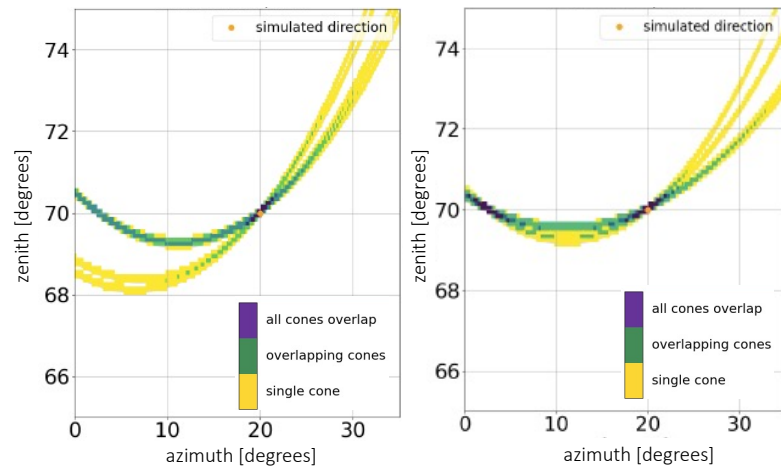 simulated direction
74
72
70
68
66
0
10
20
30
zenith [degrees]
azimuth [degrees]
all cones overlap
overlapping cones
single cone
simulated direction
74
72
70
68
66
0
10
20
30
zenith [degrees]
azimuth [degrees]
all cones overlap
overlapping cones
single cone